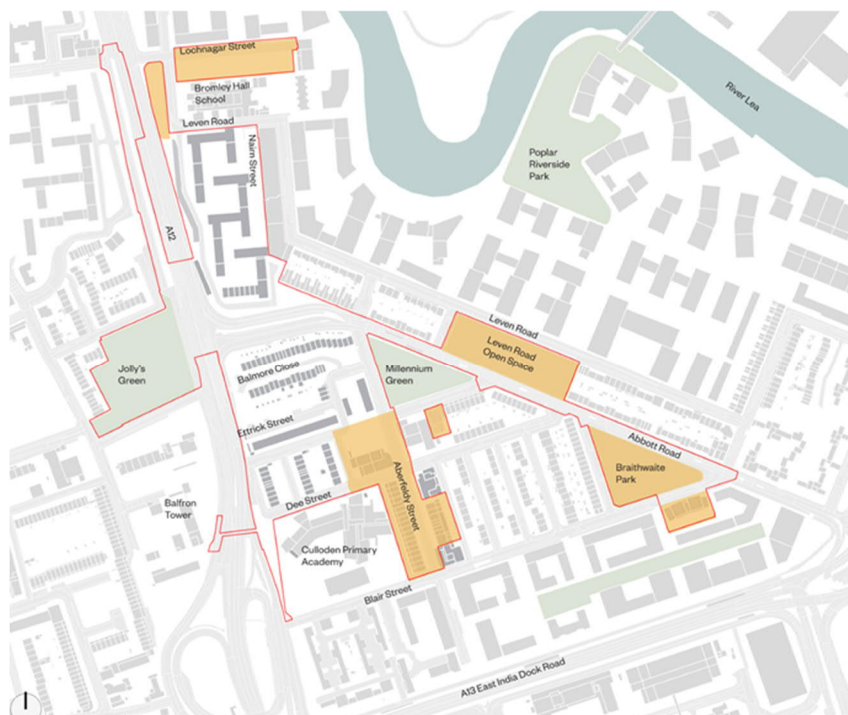 Lochnagar Street
Bromley Hall
School
Leven Road
Nairn Street
A12
River Lea
Poplar
Riverside
Park
Leven Road
Leven Road
Open Space
Jolly's
Green
Balmore Close
Millennium
Green
Ettrick Street
Abbott Road
Aberfeldy Street
Braithwaite
Park
Dee Street
Balfron
Tower
Culloden Primary
Academy
Blair Street
A13 East India Dock Road